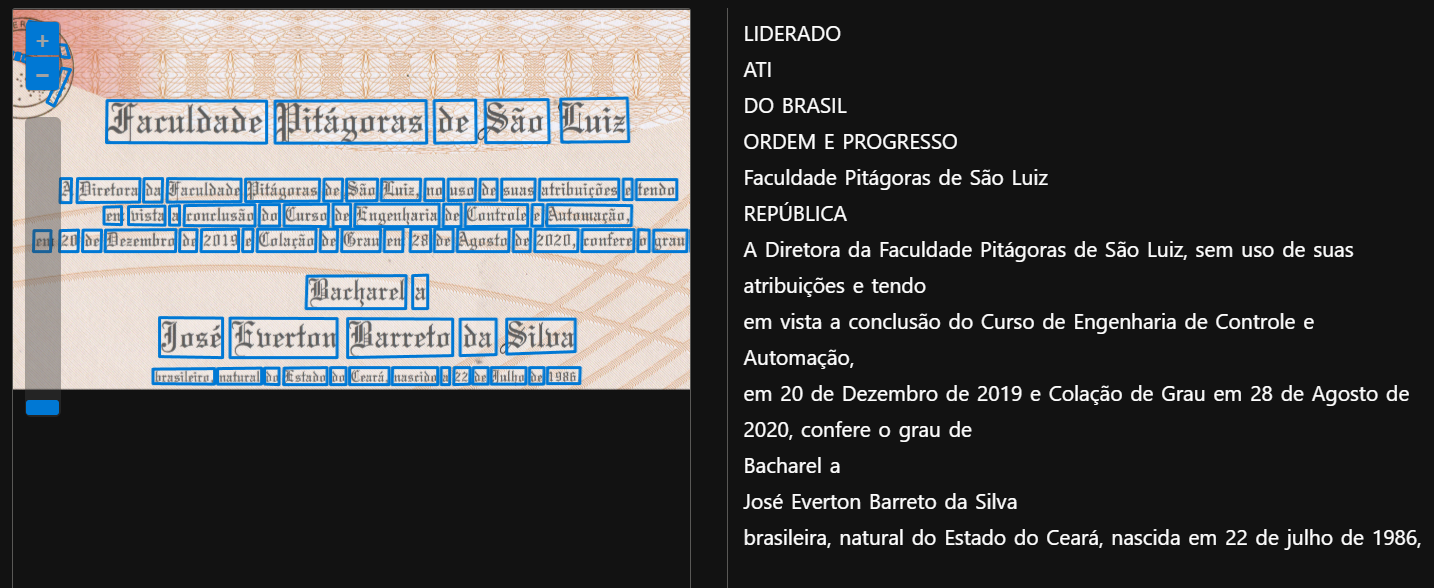 +
−
Faculdade Pitágoras de São Luiz
A Diretora da Faculdade Pitágoras de São Luiz, no uso de suas atribuições e tendo
em vista a conclusão do Curso de Engenharia de Controle e Automação,
em 20 de Dezembro de 2019 e Colação de Grau em 28 de Agosto de 2020, confere o grau
Bacharel a
José Everton Barreto da Silva
brasileiro, natural do Estado do Ceará, nascido a 22 de Julho de 1986
LIDERADO
ATI
DO BRASIL
ORDEM E PROGRESSO
Faculdade Pitágoras de São Luiz
REPÚBLICA
A Diretora da Faculdade Pitágoras de São Luiz, sem uso de suas
atribuições e tendo
em vista a conclusão do Curso de Engenharia de Controle e
Automação,
em 20 de Dezembro de 2019 e Colação de Grau em 28 de Agosto de
2020, confere o grau de
Bacharel a
José Everton Barreto da Silva
brasileira, natural do Estado do Ceará, nascida em 22 de julho de 1986,